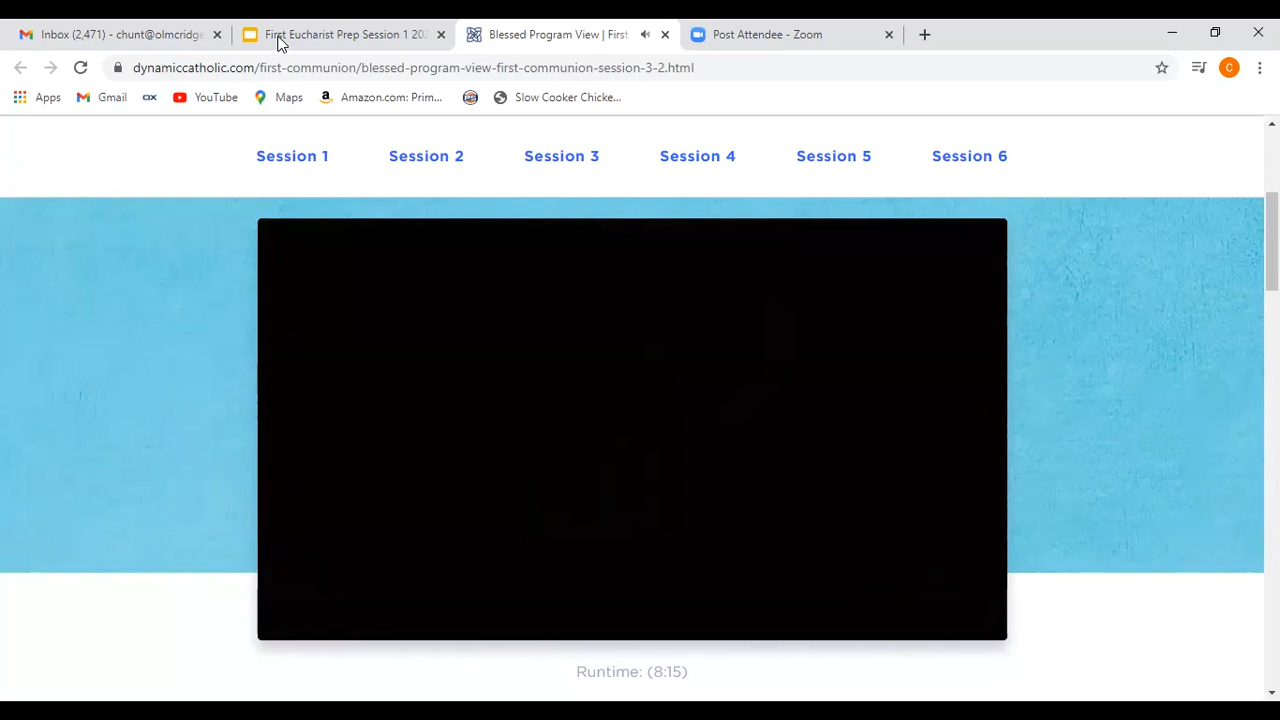 Inbox (2,471) - chunt@olmcridge
First Eucharist Prep Session 1 202
Blessed Program View | First
Post Attendee - Zoom
dynamiccatholic.com/first-communion/blessed-program-view-first-communion-session-3-2.html
C
Apps
Gmail
ax
YouTube
Maps
Amazon.com: Prim...
Slow Cooker Chicke...
Session 1
Session 2
Session 3
Session 4
Session 5
Session 6
Runtime: (8:15)